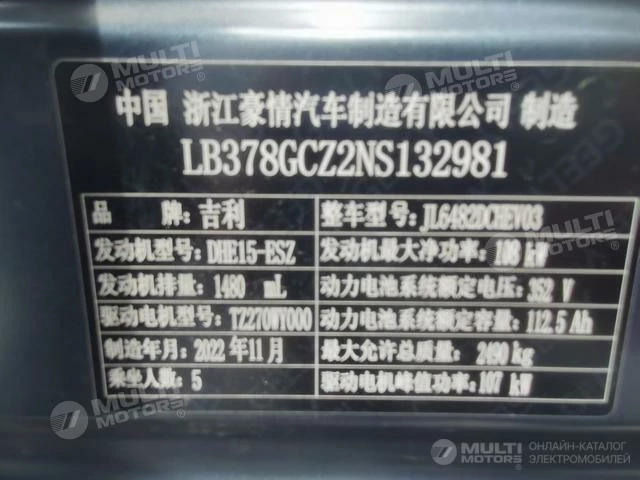 中国 浙江豪情汽车制造有限公司 制造
LB378GCZ2NS132981
品 牌: 吉利 整车型号: JL6482DCHEV03
发动机型号: DHE15-ESZ 发动机最大净功率: kW
发动机排量: 1480 mL 动力电池系统额定电压: 352 V
驱动电机型号: TZ270WY000 动力电池系统额定容量: 112.5 Ah
制造年月: 2022年11月 最大允许总质量: 2490 kg
乘坐人数: 5 驱动电机峰值功率: 107 kW
GEELY
MULTI
MOTORS
MULTI
MOTORS
MULTI
MOTORS
MULTI
MOTORS
MULTI
MOTORS
ОНЛАЙН-КАТАЛОГ
ЭЛЕКТРОМОБИЛЕЙ